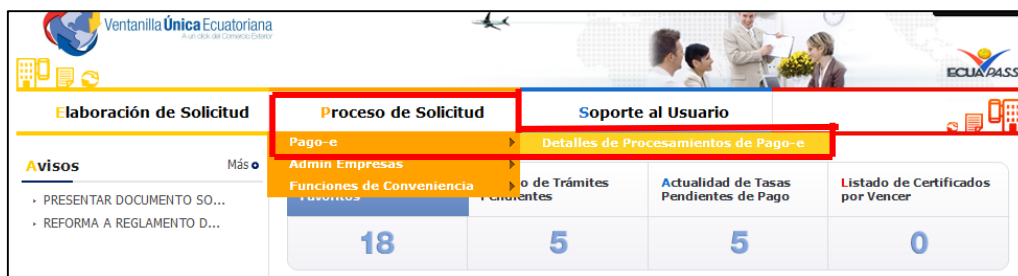 Ventanilla Única Ecuatoriana
A un click del Comercio Exterior
ECUAPASS
Elaboración de Solicitud
Proceso de Solicitud
Soporte al Usuario
Pago-e
Detalles de Procesamientos de Pago-e
Admin Empresas
Funciones de Conveniencia
Avisos
Más
PRESENTAR DOCUMENTO SO...
REFORMA A REGLAMENTO D...
Favoritos
18
o de Trámites
Pendientes
5
Actualidad de Tasas
Pendientes de Pago
5
Listado de Certificados
por Vencer
0